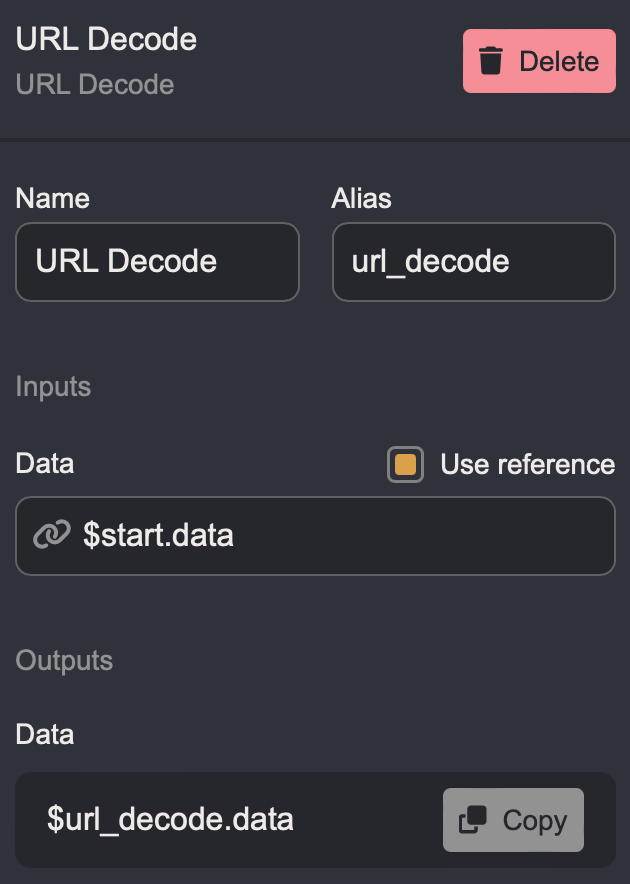 URL Decode
URL Decode
Delete
Name
Alias
URL Decode
url_decode
Inputs
Data
Use reference
$start.data
Outputs
Data
$url_decode.data
Copy